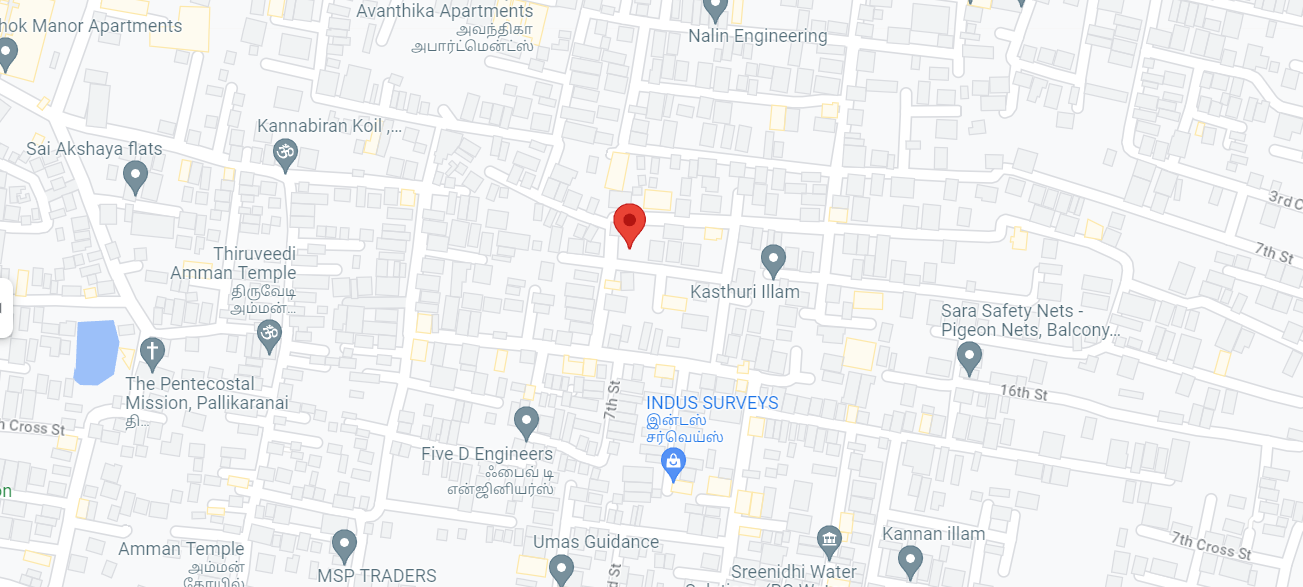 Avanthika Apartments
அவந்திகா
அபார்ட்மென்ட்ஸ்
hok Manor Apartments
Nalin Engineering
Kannabiran Koil ,...
Sai Akshaya flats
3rd C
7th St
Thiruveedi
Amman Temple
திருவேடி
அம்மன்...
Kasthuri Illam
Sara Safety Nets -
Pigeon Nets, Balcony...
The Pentecostal
Mission, Pallikaranai
தி...
16th St
7th St
INDUS SURVEYS
இன்டஸ்
சர்வெய்ஸ்
n Cross St
Five D Engineers
ஃபைவ் டி
என்ஜினியர்ஸ்
on
Kannan illam
7th Cross St
Umas Guidance
Amman Temple
அம்மன்
கோயில்
MSP TRADERS
3rd St
Sreenidhi Water